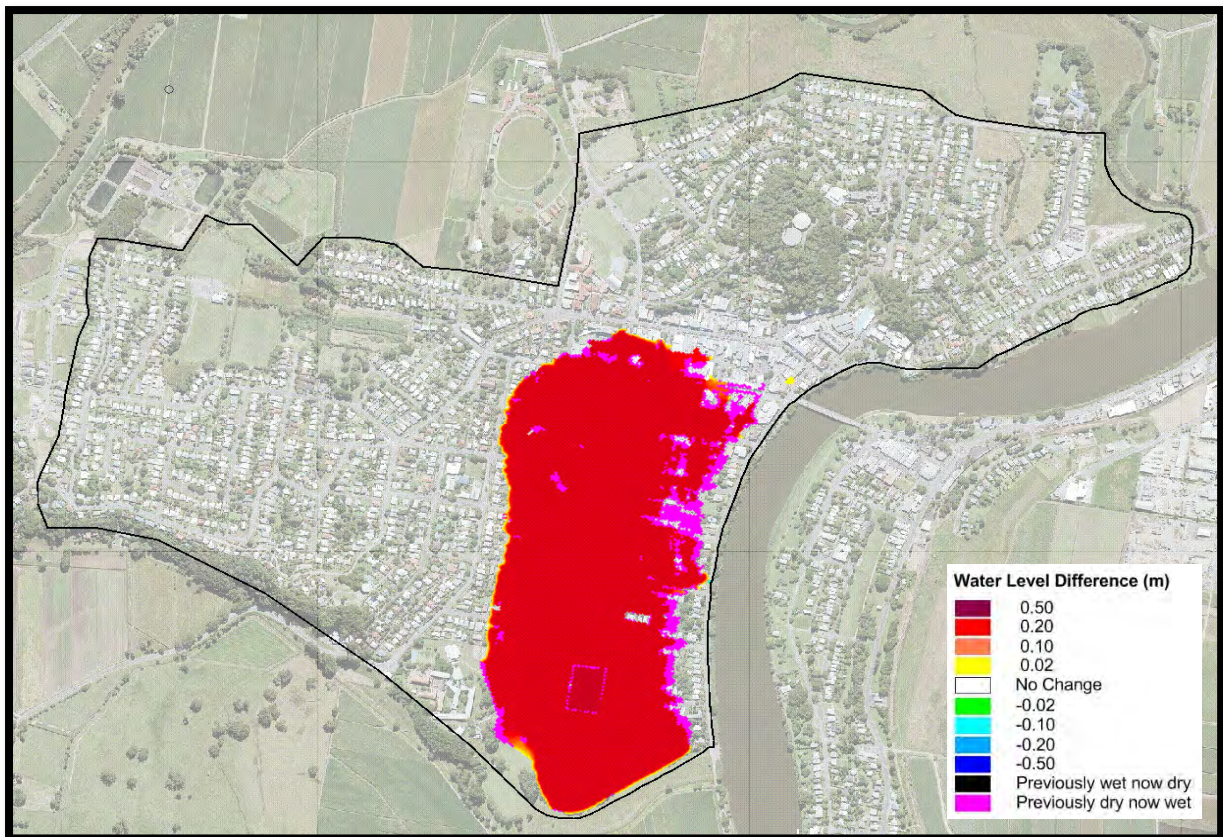 Water Level Difference (m)
0.50
0.20
0.10
0.02
No Change
-0.02
-0.10
-0.20
-0.50
Previously wet now dry
Previously dry now wet